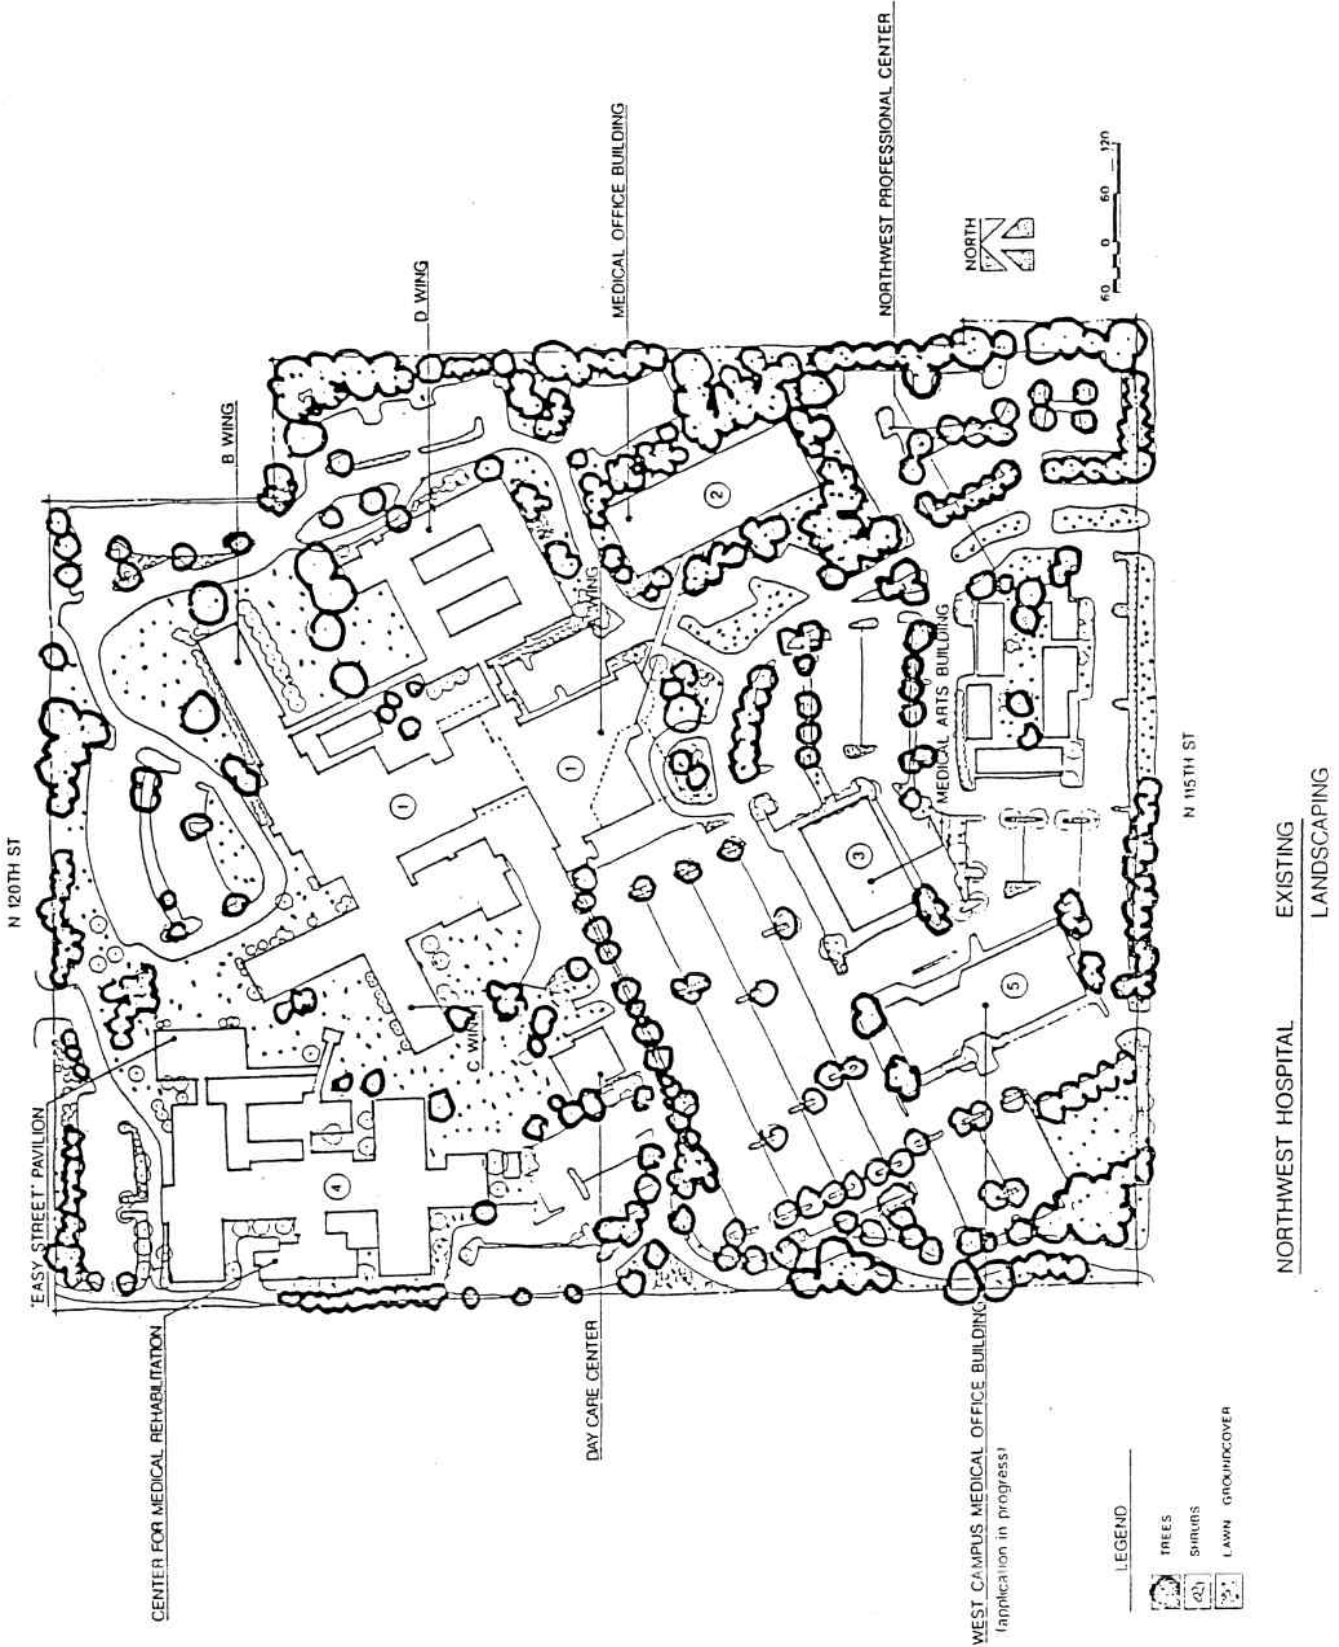 N 120TH ST
'EASY STREET' PAVILION
CENTER FOR MEDICAL REHABILITATION
B WING
D WING
MEDICAL OFFICE BUILDING
NORTHWEST PROFESSIONAL CENTER
WING
C WING
DAY CARE CENTER
MEDICAL ARTS BUILDING
WEST CAMPUS MEDICAL OFFICE BUILDING
(application in progress)
1
1
2
3
4
5
NORTH
60 0 60 120
N 115TH ST
LEGEND
TREES
SHRUBS
LAWN GROUNDCOVER
NORTHWEST HOSPITAL
EXISTING
LANDSCAPING